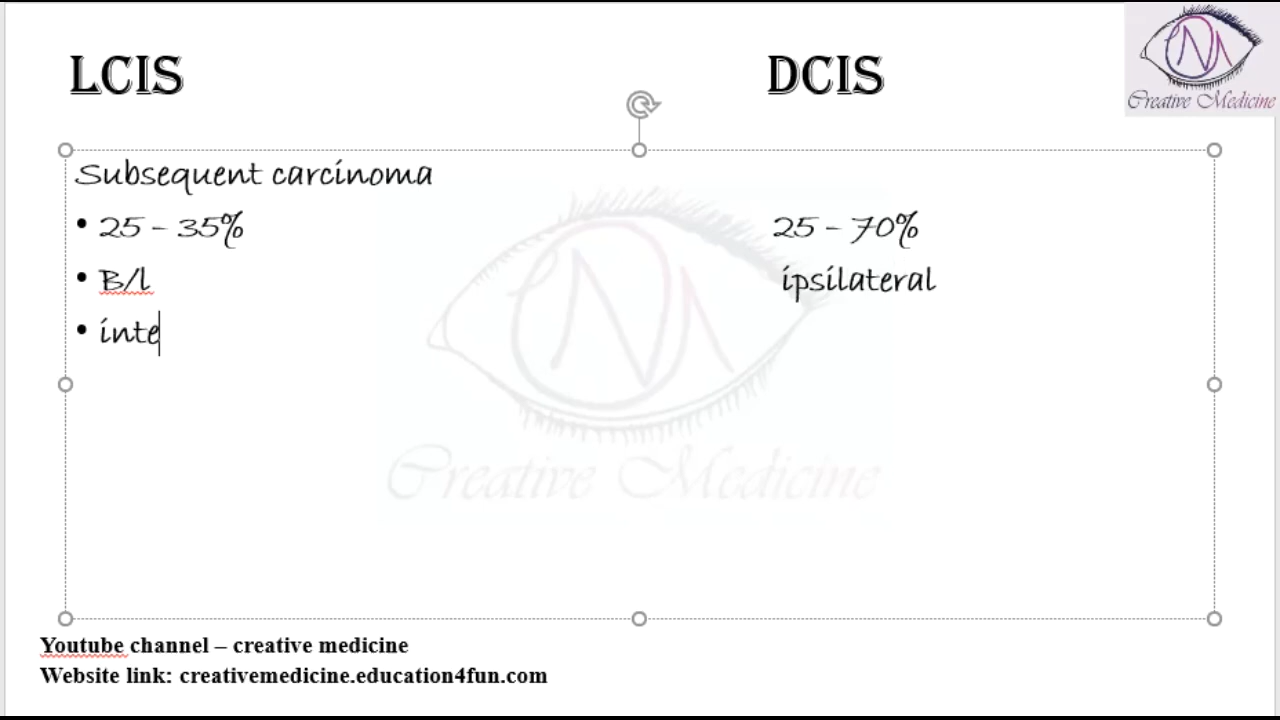 LCIS DCIS
Creative Medicine
Subsequent carcinoma
• 25 – 35% 25 – 70%
• B/l ipsilateral
• inte
Creative Medicine
Youtube channel – creative medicine
Website link: creativemedicine.education4fun.com